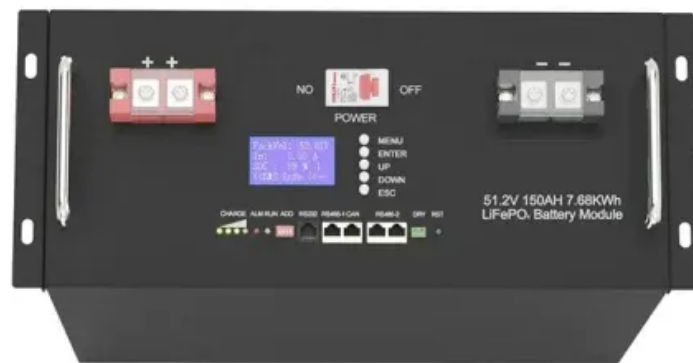 + +
- -
NO
OFF
POWER
MENU
ENTER
UP
DOWN
ESC
51.2V 150AH 7.68KWh
LiFePO₄ Battery Module
CHARGE
ALM RUN ADD RS232 RS485-1 CAN RS485-2 DRY RST